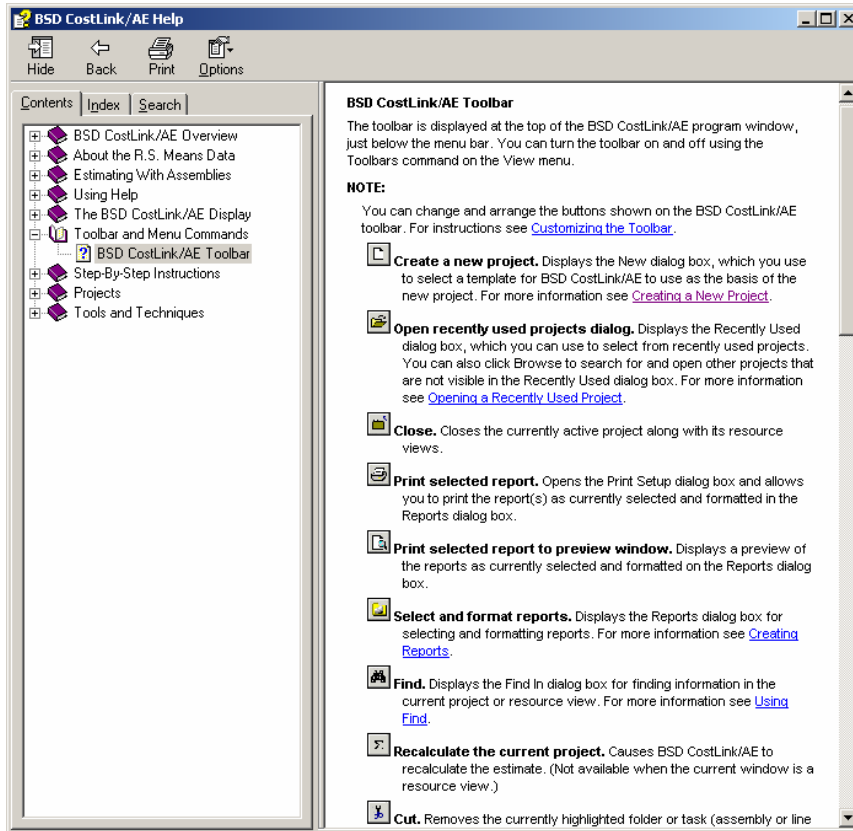 BSD CostLink/AE Help
Hide Back Print Options
Contents Index Search
BSD CostLink/AE Overview
About the R.S. Means Data
Estimating With Assemblies
Using Help
The BSD CostLink/AE Display
Toolbar and Menu Commands
BSD CostLink/AE Toolbar
Step-By-Step Instructions
Projects
Tools and Techniques
BSD CostLink/AE Toolbar
The toolbar is displayed at the top of the BSD CostLink/AE program window,
just below the menu bar. You can turn the toolbar on and off using the
Toolbars command on the View menu.
NOTE:
You can change and arrange the buttons shown on the BSD CostLink/AE
toolbar. For instructions see Customizing the Toolbar.
Create a new project. Displays the New dialog box, which you use
to select a template for BSD CostLink/AE to use as the basis of the
new project. For more information see Creating a New Project.
Open recently used projects dialog. Displays the Recently Used
dialog box, which you can use to select from recently used projects.
You can also click Browse to search for and open other projects that
are not visible in the Recently Used dialog box. For more information
see Opening a Recently Used Project.
Close. Closes the currently active project along with its resource
views.
Print selected report. Opens the Print Setup dialog box and allows
you to print the report(s) as currently selected and formatted in the
Reports dialog box.
Print selected report to preview window. Displays a preview of
the reports as currently selected and formatted on the Reports dialog
box.
Select and format reports. Displays the Reports dialog box for
selecting and formatting reports. For more information see Creating
Reports.
Find. Displays the Find In dialog box for finding information in the
current project or resource view. For more information see Using
Find.
Recalculate the current project. Causes BSD CostLink/AE to
recalculate the estimate. (Not available when the current window is a
resource view.)
Cut. Removes the currently highlighted folder or task (assembly or line